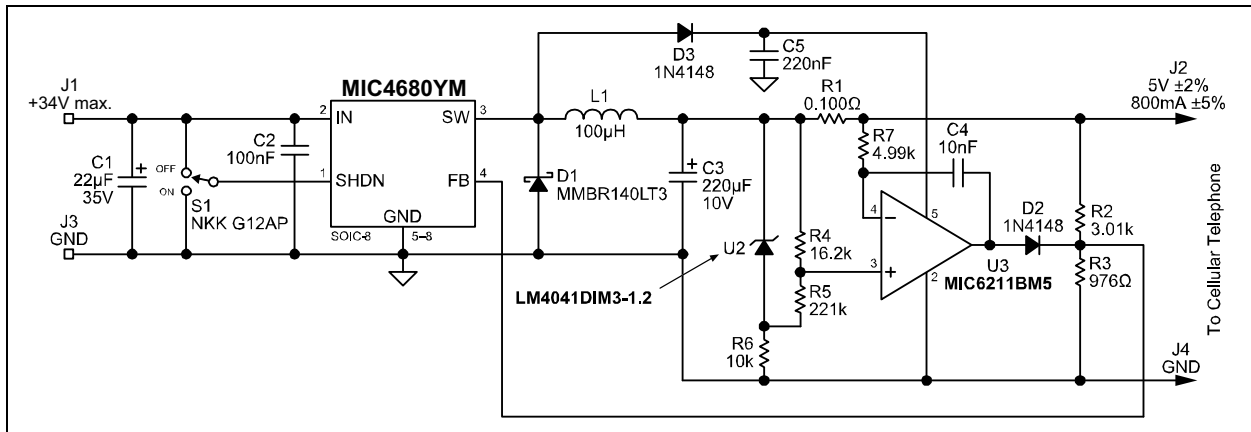 J1
+34V max.
C1
22µF
35V
J3
GND
OFF
ON
S1
NKK G12AP
C2
100nF
MIC4680YM
2
IN
SW
3
1
SHDN
FB
4
GND
SOIC-8
5–8
D3
1N4148
C5
220nF
L1
100µH
D1
MMBR140LT3
C3
220µF
10V
R1
0.100Ω
U2
LM4041DIM3-1.2
R4
16.2k
R5
221k
R6
10k
R7
4.99k
C4
10nF
4
5
3
2
U3
MIC6211BM5
D2
1N4148
R2
3.01k
R3
976Ω
J2
5V ±2%
800mA ±5%
To Cellular Telephone
J4
GND